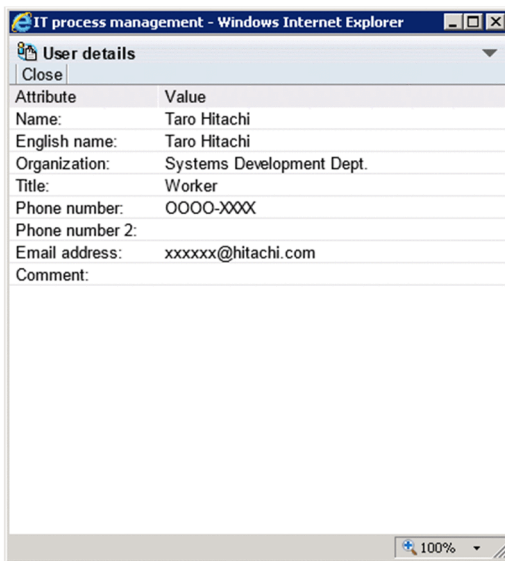 IT process management - Windows Internet Explorer
User details
Close
Attribute Value
Name: Taro Hitachi
English name: Taro Hitachi
Organization: Systems Development Dept.
Title: Worker
Phone number: OOOO-XXXX
Phone number 2:
Email address: xxxxxx@hitachi.com
Comment:
100%